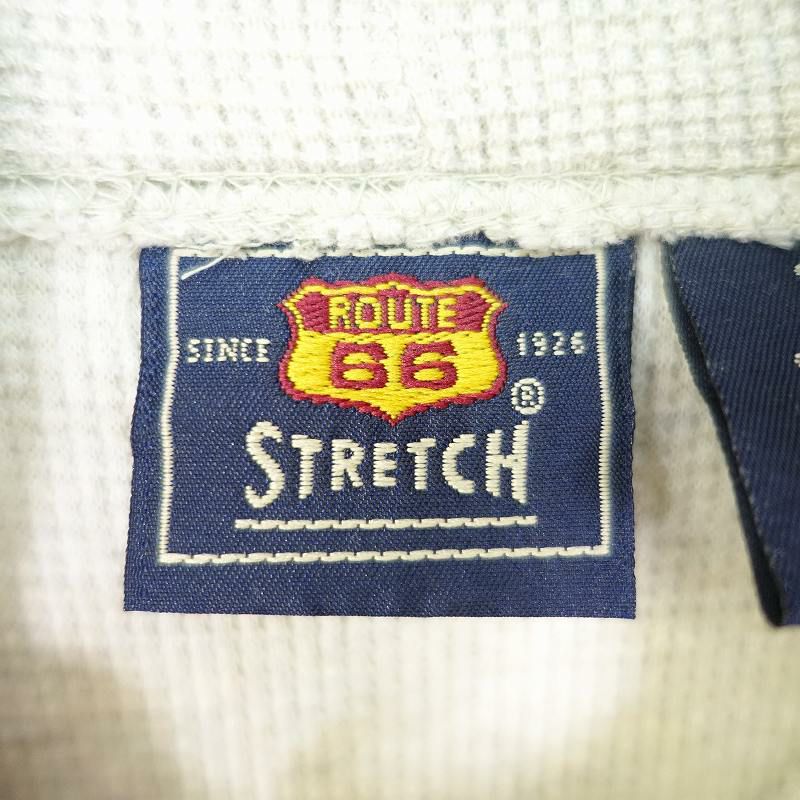 ROUTE
SINCE 66 1926
®
STRETCH